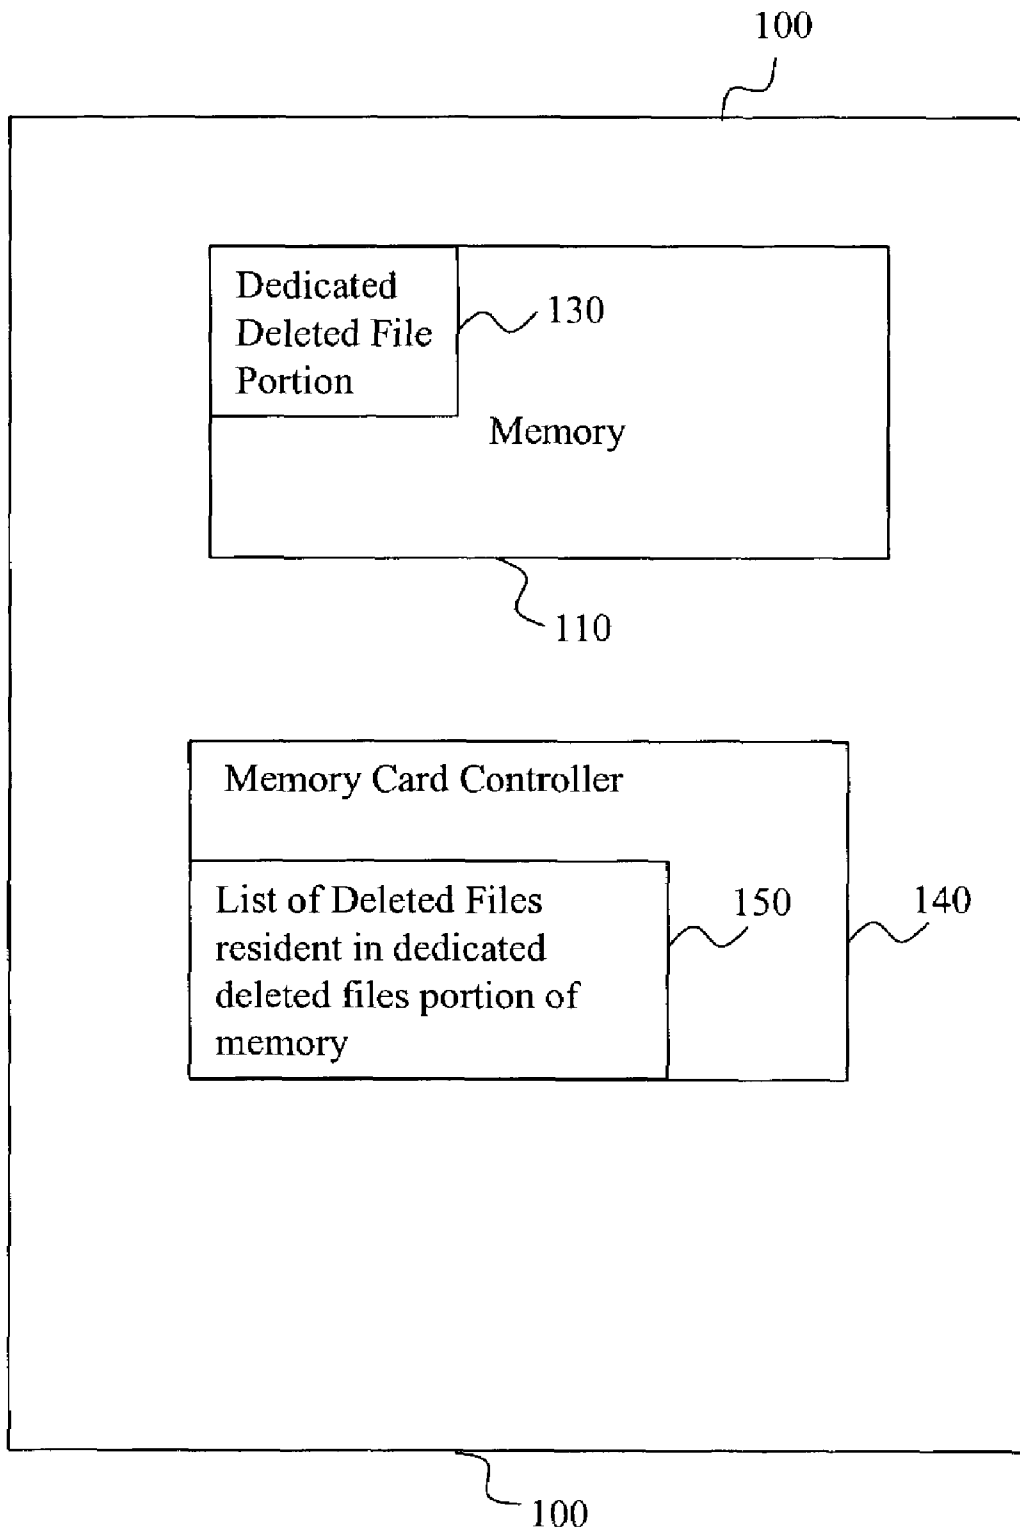 100
Dedicated
Deleted File
Portion
130
Memory
110
Memory Card Controller
List of Deleted Files
resident in dedicated
deleted files portion of
memory
150
140
100